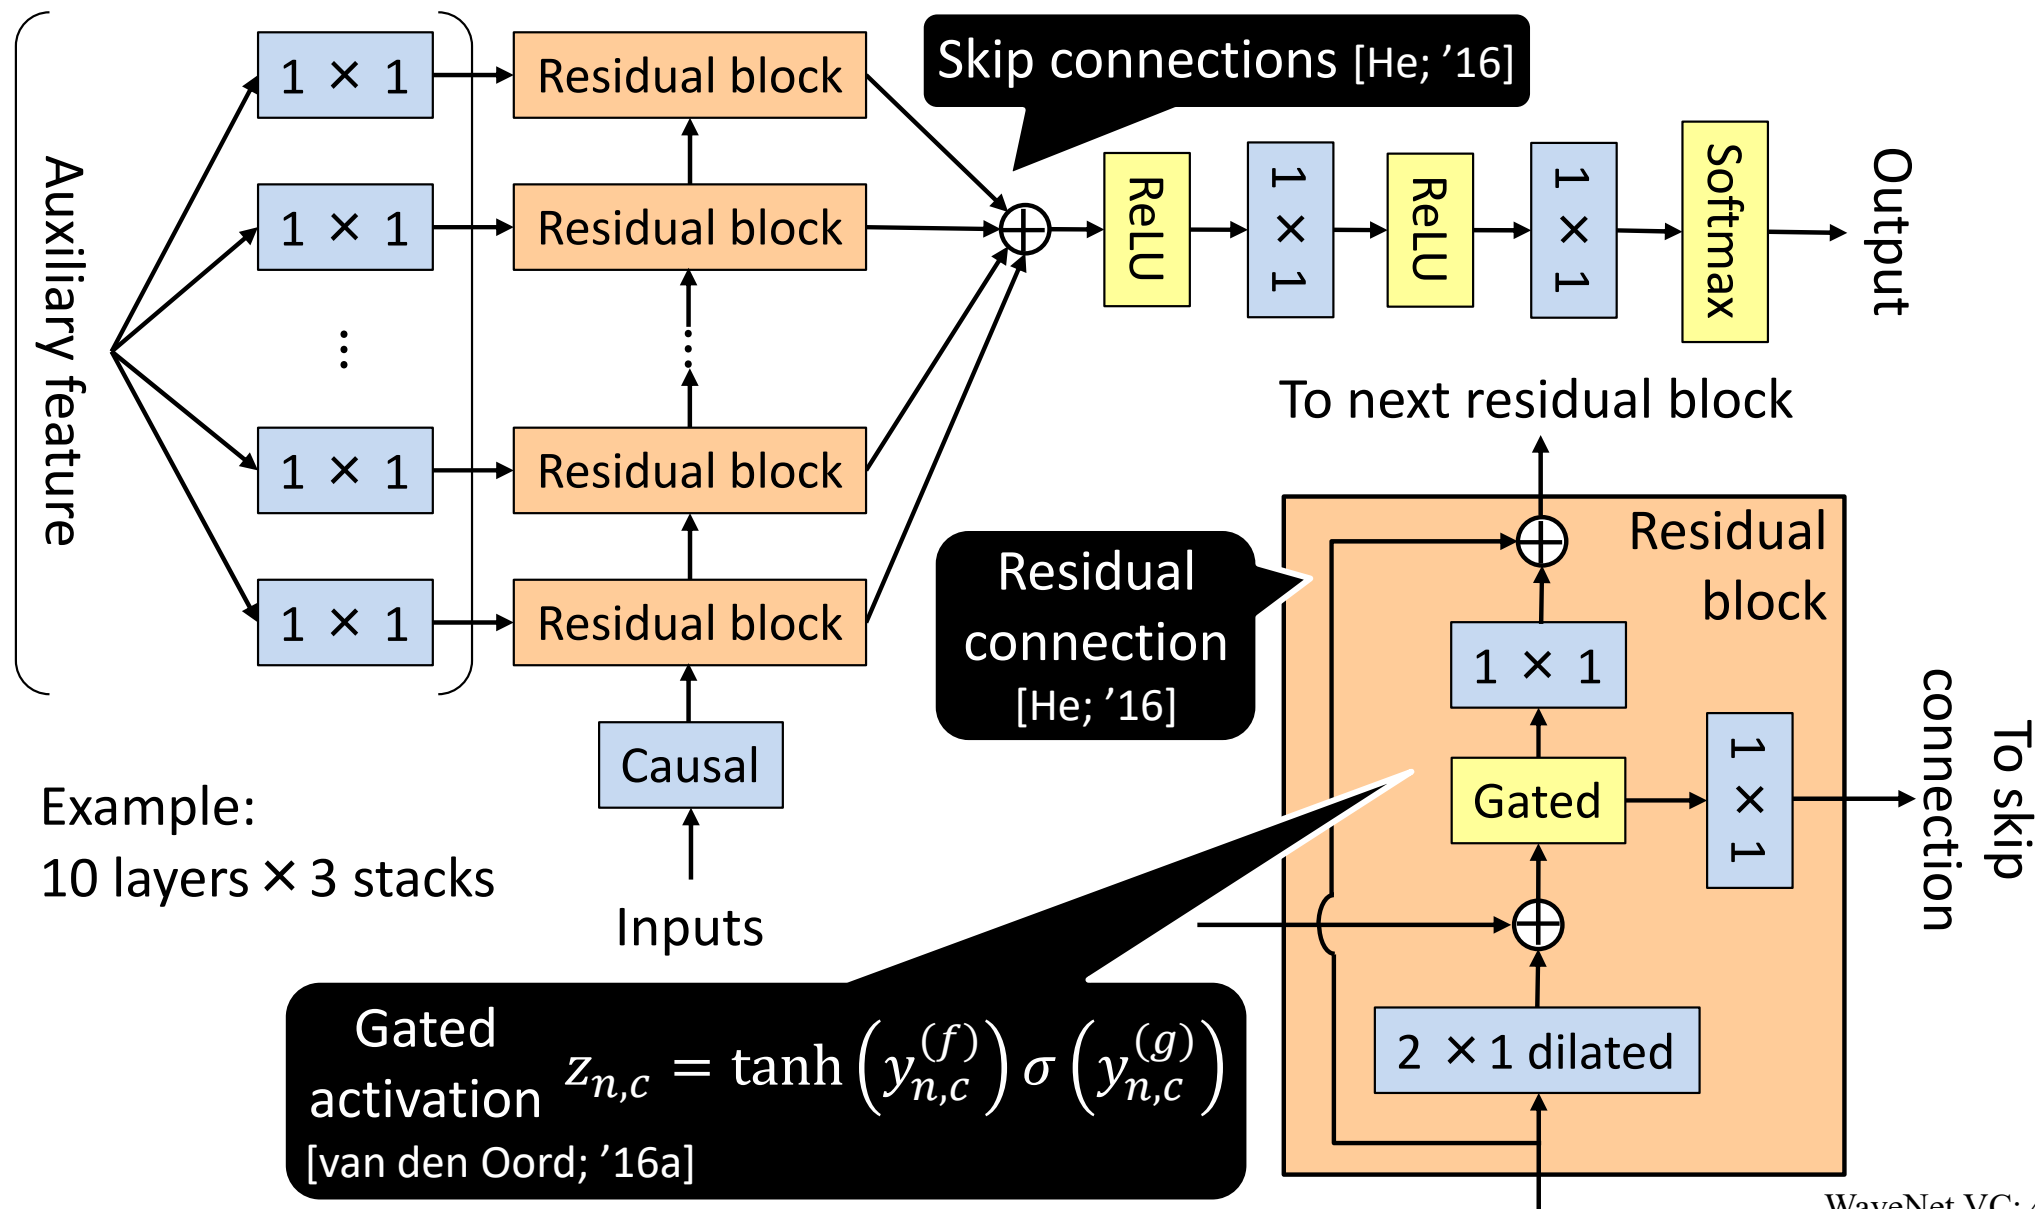 Skip connections [He; ’16]
Auxiliary feature
1 × 1
Residual block
1 × 1
Residual block
1 × 1
Residual block
1 × 1
Residual block
Causal
Inputs
ReLU
1 × 1
ReLU
1 × 1
Softmax
Output
Example:
10 layers × 3 stacks
To next residual block
Residual
block
Residual
connection
[He; ’16]
1 × 1
Gated
1 × 1
To skip
connection
2 × 1 dilated
Gated
activation
[van den Oord; ’16a]
z_{n,c} = tanh(y_{n,c}^{(f)}) σ(y_{n,c}^{(g)})
WaveNet VC: